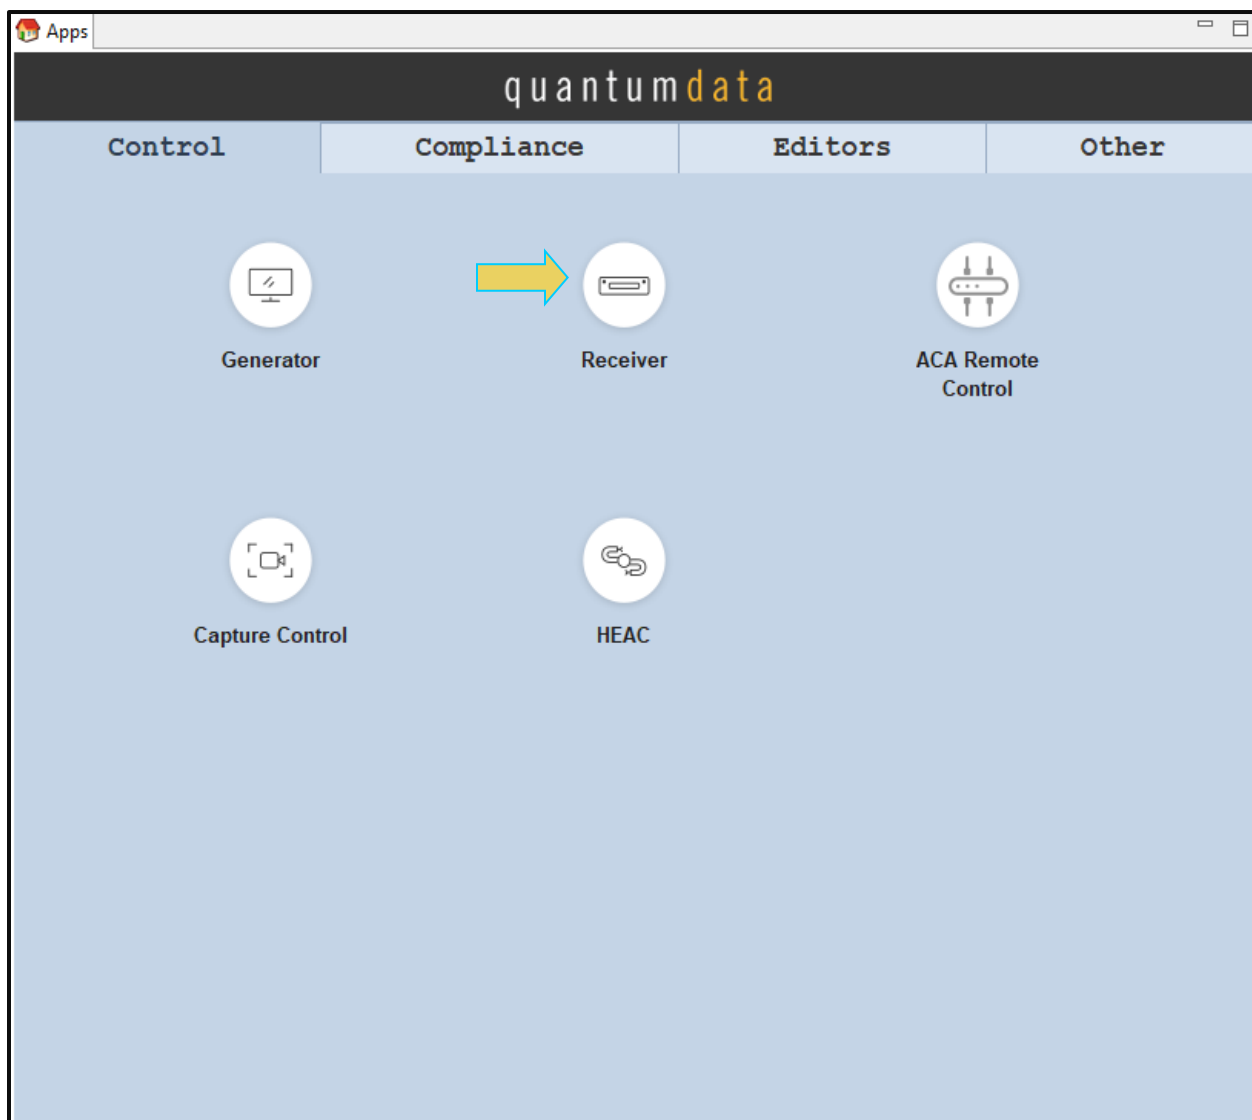 Apps
quantumdata
Control Compliance Editors Other
Generator Receiver ACA Remote Control
Capture Control HEAC